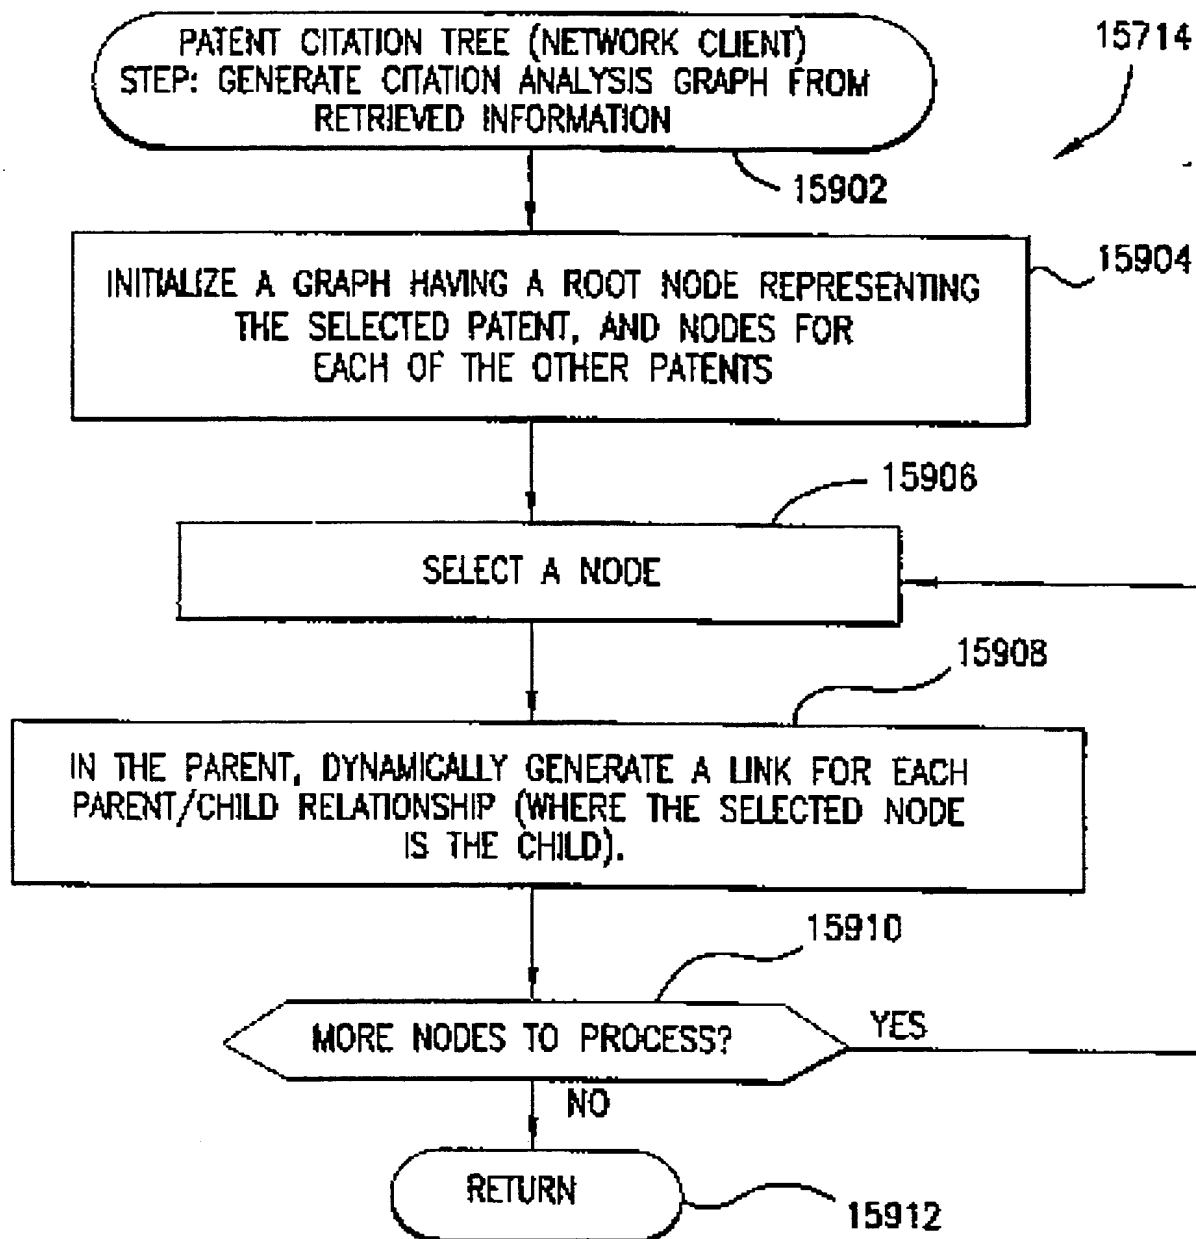 PATENT CITATION TREE (NETWORK CLIENT)
STEP: GENERATE CITATION ANALYSIS GRAPH FROM
RETRIEVED INFORMATION
15714
15902
INITIALIZE A GRAPH HAVING A ROOT NODE REPRESENTING
THE SELECTED PATENT, AND NODES FOR
EACH OF THE OTHER PATENTS
15904
15906
SELECT A NODE
15908
IN THE PARENT, DYNAMICALLY GENERATE A LINK FOR EACH
PARENT/CHILD RELATIONSHIP (WHERE THE SELECTED NODE
IS THE CHILD).
15910
MORE NODES TO PROCESS?
YES
NO
RETURN
15912